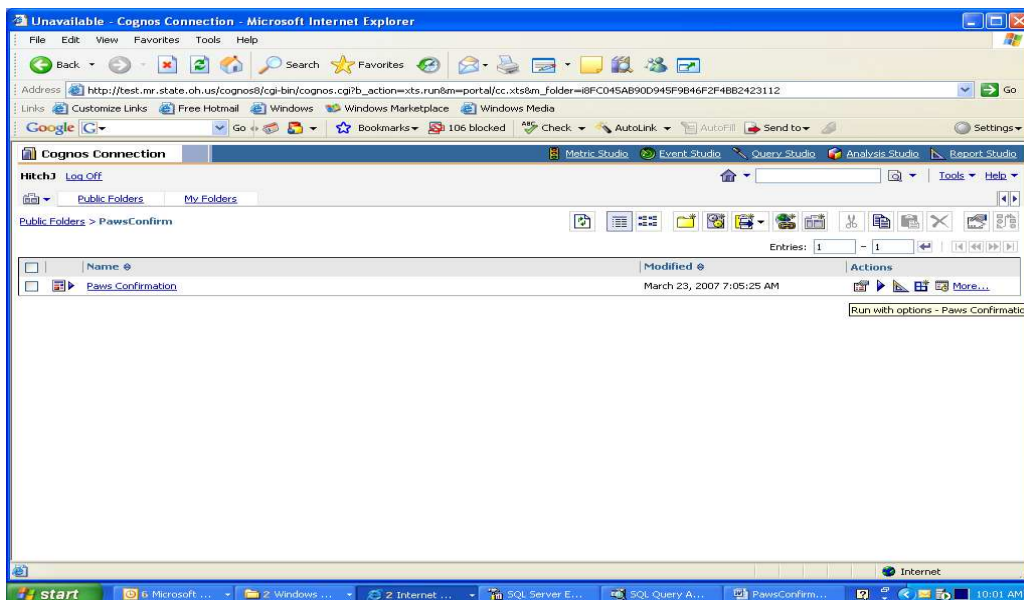 Unavailable - Cognos Connection - Microsoft Internet Explorer
File Edit View Favorites Tools Help
Back Search Favorites
Address http://test.mr.state.oh.us/cognos8/cgi-bin/cognos.cgi?b_action=xts.run&m=portal/cc.xts&m_folder=i8FC045AB90D945F9B46F2F4BB2423112 Go
Links Customize Links Free Hotmail Windows Windows Marketplace Windows Media
Google G Go Bookmarks 106 blocked ABC Check AutoLink AutoFill Send to Settings
Cognos Connection Metric Studio Event Studio Query Studio Analysis Studio Report Studio
HitchJ Log Off Tools Help
Public Folders My Folders
Public Folders > PawsConfirm
Entries: 1 - 1
Name Modified Actions
Paws Confirmation March 23, 2007 7:05:25 AM More...
Run with options - Paws Confirmatic
Internet
start 6 Microsoft ... 2 Windows ... 2 Internet ... SQL Server E... SQL Query A... PawsConfirm... 10:01 AM